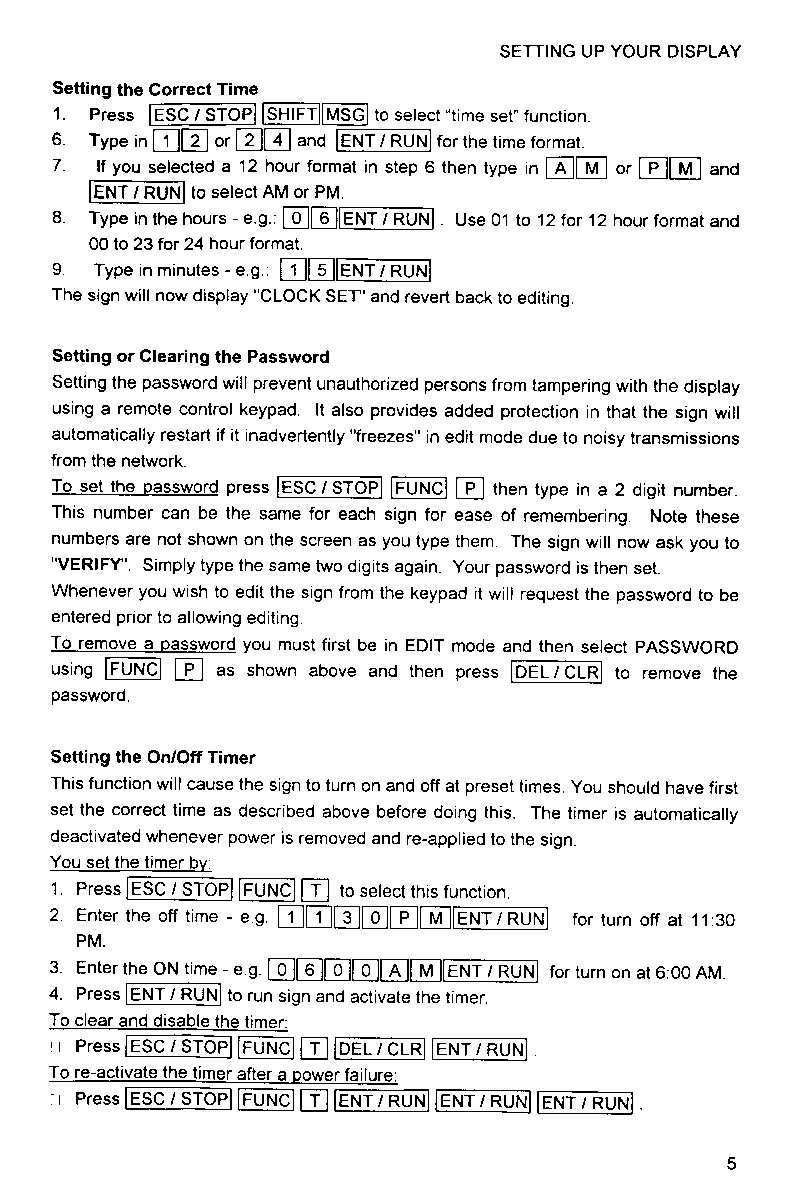 SETTING UP YOUR DISPLAY
Setting the Correct Time
1. Press ESC / STOP SHIFT MSG to select "time set" function.
6. Type in 1 2 or 2 4 and ENT / RUN for the time format.
7. If you selected a 12 hour format in step 6 then type in A M or P M and
ENT / RUN to select AM or PM.
8. Type in the hours - e.g.: 0 6 ENT / RUN . Use 01 to 12 for 12 hour format and
00 to 23 for 24 hour format.
9. Type in minutes - e.g.: 1 5 ENT / RUN
The sign will now display "CLOCK SET" and revert back to editing.
Setting or Clearing the Password
Setting the password will prevent unauthorized persons from tampering with the display
using a remote control keypad. It also provides added protection in that the sign will
automatically restart if it inadvertently "freezes" in edit mode due to noisy transmissions
from the network.
To set the password press ESC / STOP FUNC P then type in a 2 digit number.
This number can be the same for each sign for ease of remembering. Note these
numbers are not shown on the screen as you type them. The sign will now ask you to
"VERIFY". Simply type the same two digits again. Your password is then set.
Whenever you wish to edit the sign from the keypad it will request the password to be
entered prior to allowing editing.
To remove a password you must first be in EDIT mode and then select PASSWORD
using FUNC P as shown above and then press DEL / CLR to remove the
password.
Setting the On/Off Timer
This function will cause the sign to turn on and off at preset times. You should have first
set the correct time as described above before doing this. The timer is automatically
deactivated whenever power is removed and re-applied to the sign.
You set the timer by:
1. Press ESC / STOP FUNC T to select this function.
2. Enter the off time - e.g. 1 1 3 0 P M ENT / RUN for turn off at 11:30
PM.
3. Enter the ON time - e.g. 0 6 0 0 A M ENT / RUN for turn on at 6:00 AM.
4. Press ENT / RUN to run sign and activate the timer.
To clear and disable the timer:
Press ESC / STOP FUNC T DEL / CLR ENT / RUN .
To re-activate the timer after a power failure:
Press ESC / STOP FUNC T ENT / RUN ENT / RUN ENT / RUN .
5